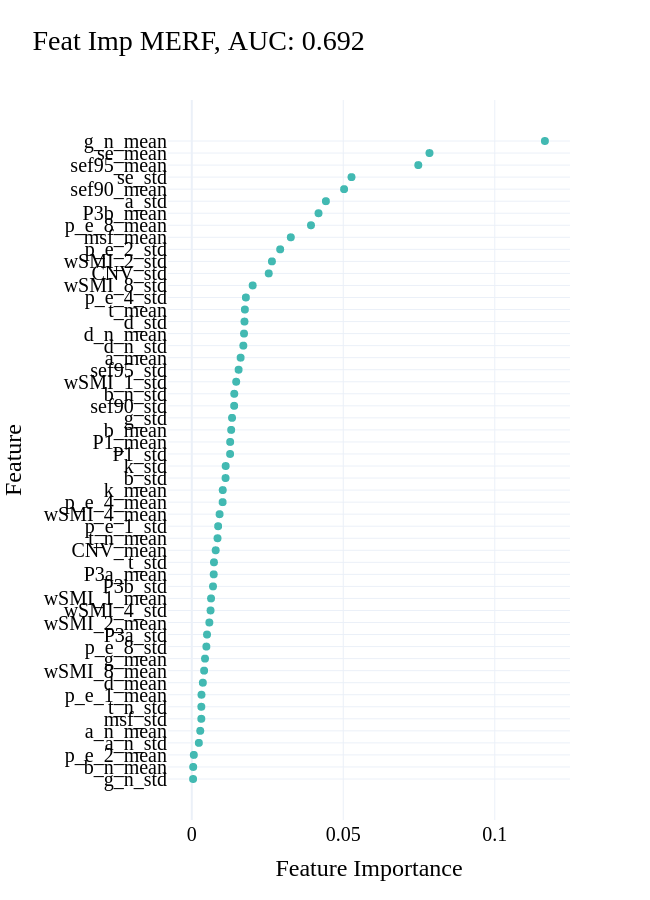 Feat Imp MERF, AUC: 0.692
g_n_mean
se_mean
sef95_mean
se_std
sef90_mean
a_std
P3b_mean
p_e_8_mean
msf_mean
p_e_2_std
wSMI_2_std
CNV_std
wSMI_8_std
p_e_4_std
t_mean
d_std
d_n_mean
d_n_std
a_mean
sef95_std
wSMI_1_std
b_n_std
sef90_std
g_std
b_mean
P1_mean
P1_std
k_std
b_std
k_mean
p_e_4_mean
wSMI_4_mean
p_e_1_std
t_n_mean
CNV_mean
t_std
P3a_mean
P3b_std
wSMI_1_mean
wSMI_4_std
wSMI_2_mean
P3a_std
p_e_8_std
g_mean
wSMI_8_mean
d_mean
p_e_1_mean
t_n_std
msf_std
a_n_mean
a_n_std
p_e_2_mean
b_n_mean
g_n_std
Feature
0 0.05 0.1
Feature Importance